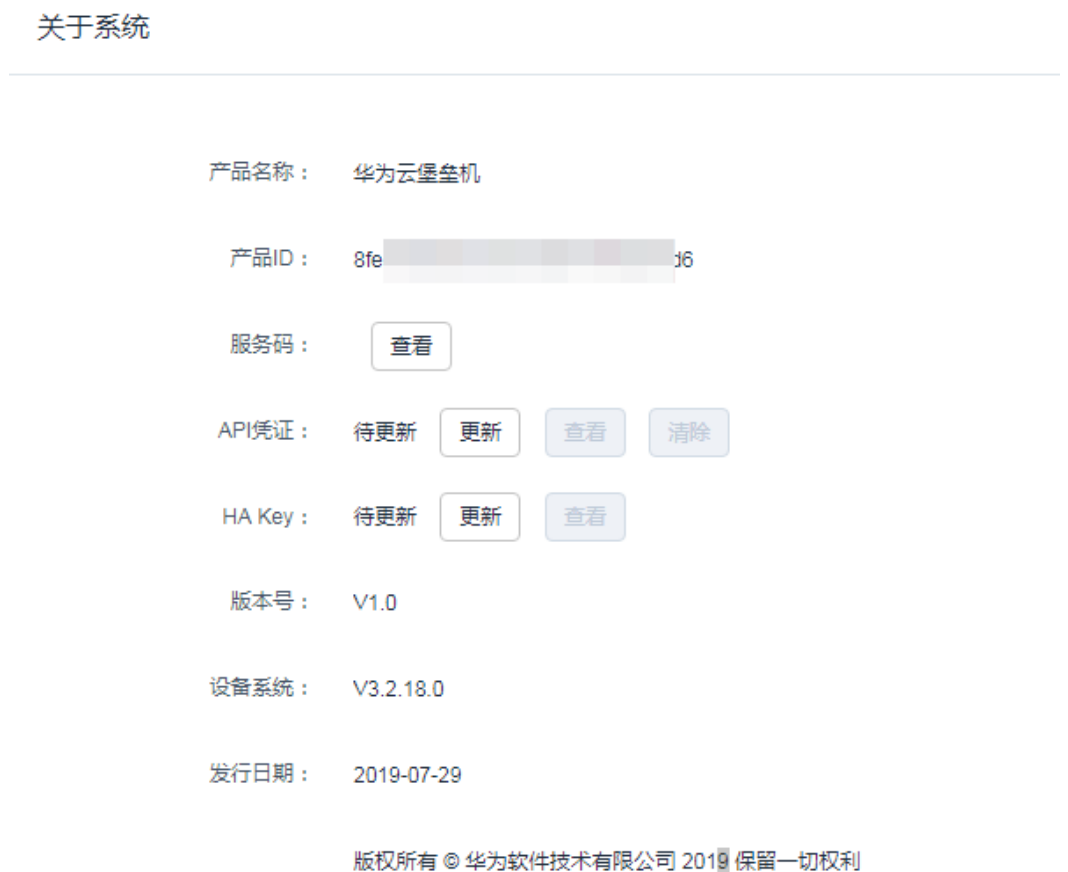 关于系统
产品名称： 华为云堡垒机
产品ID： 8fe d6
服务码： 查看
API凭证： 待更新 更新 查看 清除
HA Key： 待更新 更新 查看
版本号： V1.0
设备系统： V3.2.18.0
发行日期： 2019-07-29
版权所有 © 华为软件技术有限公司 2019 保留一切权利